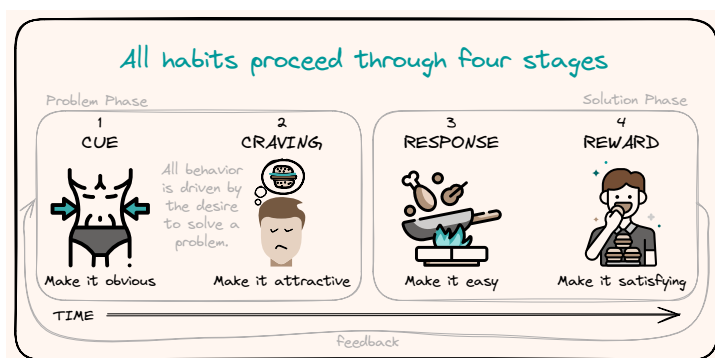 All habits proceed through four stages
Problem Phase
Solution Phase
1
CUE
All behavior
is driven by
the desire
to solve a
problem.
Make it obvious
2
CRAVING
Make it attractive
3
RESPONSE
Make it easy
4
REWARD
Make it satisfying
TIME
feedback